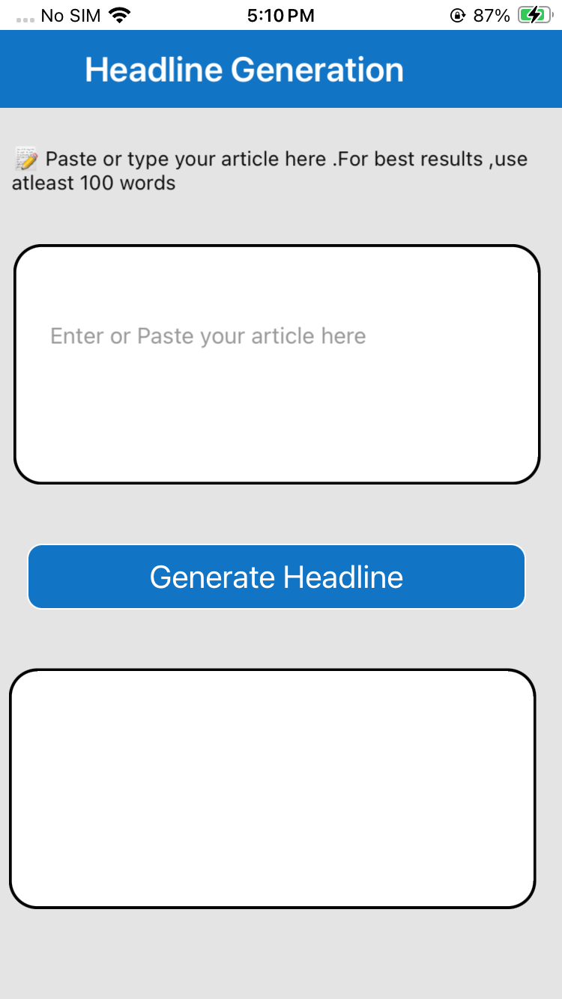 No SIM 5:10 PM 87%
Headline Generation
📝 Paste or type your article here .For best results ,use
atleast 100 words
Enter or Paste your article here
Generate Headline